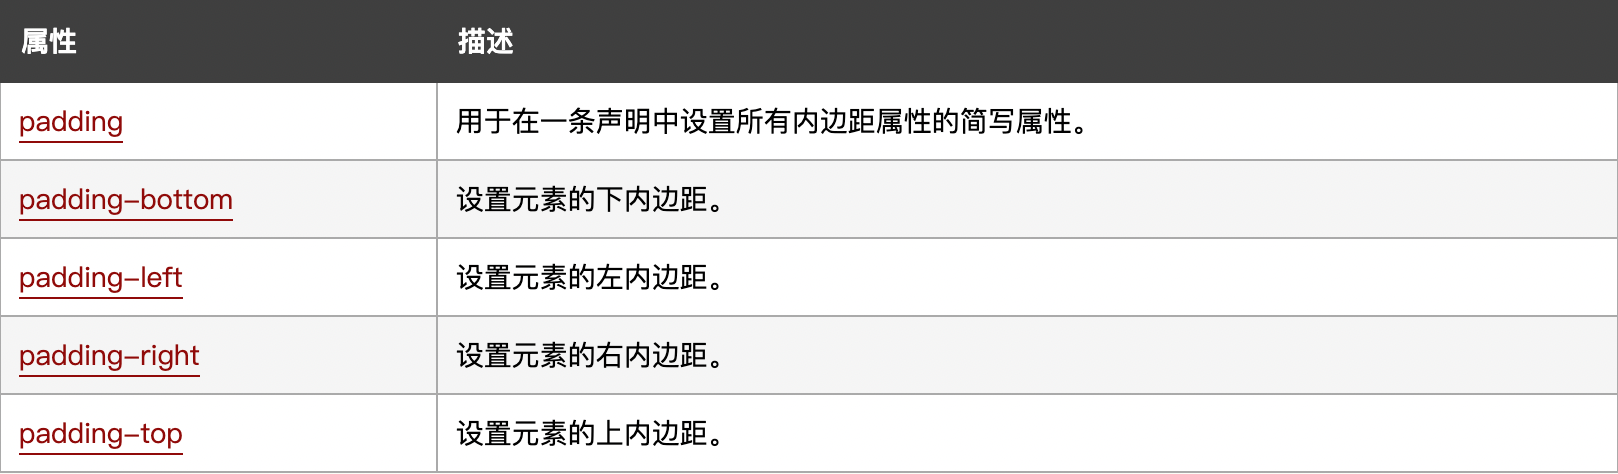 属性 描述
padding 用于在一条声明中设置所有内边距属性的简写属性。
padding-bottom 设置元素的下内边距。
padding-left 设置元素的左内边距。
padding-right 设置元素的右内边距。
padding-top 设置元素的上内边距。